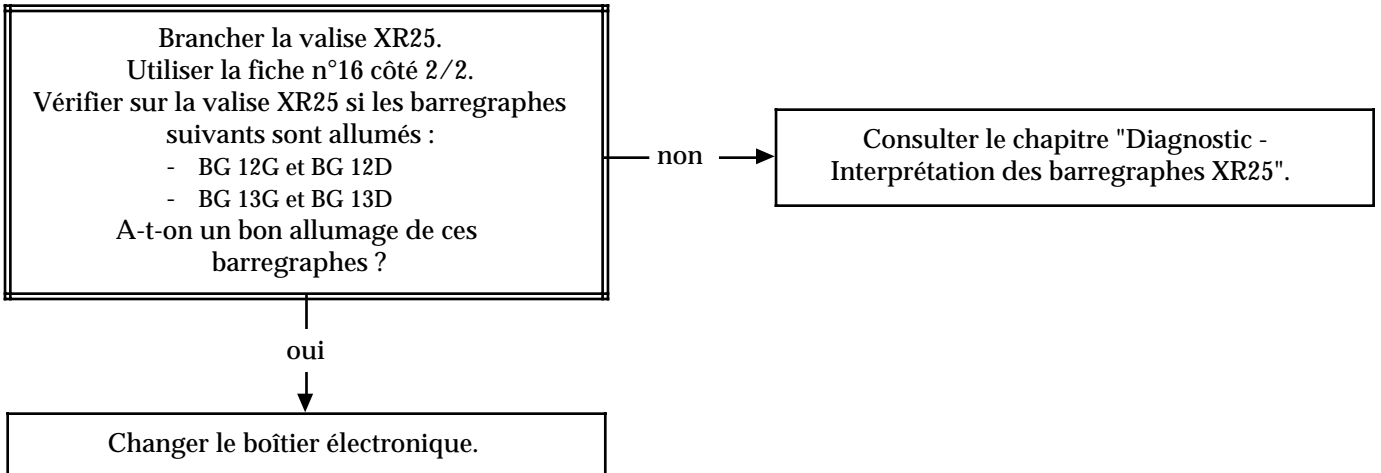 Brancher la valise XR25.
Utiliser la fiche n°16 côté 2/2.
Vérifier sur la valise XR25 si les barregraphes
suivants sont allumés :
- BG 12G et BG 12D
- BG 13G et BG 13D
A-t-on un bon allumage de ces
barregraphes ?
non
Consulter le chapitre "Diagnostic -
Interprétation des barregraphes XR25".
oui
Changer le boîtier électronique.